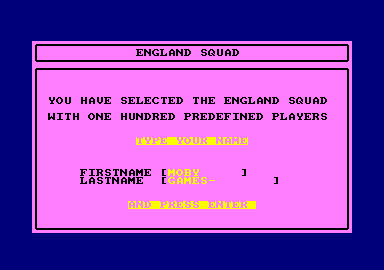 ENGLAND SQUAD
YOU HAVE SELECTED THE ENGLAND SQUAD
WITH ONE HUNDRED PREDEFINED PLAYERS
TYPE YOUR NAME
FIRSTNAME [MOBY ]
LASTNAME [GAMES- ]
AND PRESS ENTER